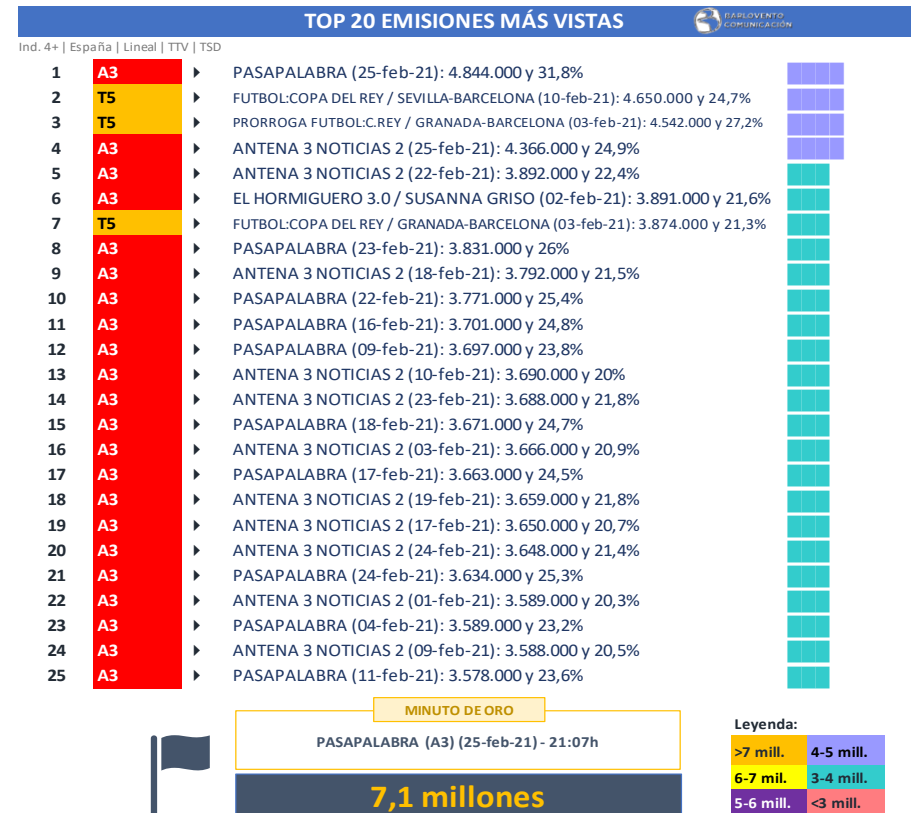 TOP 20 EMISIONES MÁS VISTAS
BARLOVENTO
COMUNICACIÓN
Ind. 4+ | España | Lineal | TTV | TSD
1 A3 PASAPALABRA (25-feb-21): 4.844.000 y 31,8%
2 T5 FUTBOL:COPA DEL REY / SEVILLA-BARCELONA (10-feb-21): 4.650.000 y 24,7%
3 T5 PRORROGA FUTBOL:C.REY / GRANADA-BARCELONA (03-feb-21): 4.542.000 y 27,2%
4 A3 ANTENA 3 NOTICIAS 2 (25-feb-21): 4.366.000 y 24,9%
5 A3 ANTENA 3 NOTICIAS 2 (22-feb-21): 3.892.000 y 22,4%
6 A3 EL HORMIGUERO 3.0 / SUSANNA GRISO (02-feb-21): 3.891.000 y 21,6%
7 T5 FUTBOL:COPA DEL REY / GRANADA-BARCELONA (03-feb-21): 3.874.000 y 21,3%
8 A3 PASAPALABRA (23-feb-21): 3.831.000 y 26%
9 A3 ANTENA 3 NOTICIAS 2 (18-feb-21): 3.792.000 y 21,5%
10 A3 PASAPALABRA (22-feb-21): 3.771.000 y 25,4%
11 A3 PASAPALABRA (16-feb-21): 3.701.000 y 24,8%
12 A3 PASAPALABRA (09-feb-21): 3.697.000 y 23,8%
13 A3 ANTENA 3 NOTICIAS 2 (10-feb-21): 3.690.000 y 20%
14 A3 ANTENA 3 NOTICIAS 2 (23-feb-21): 3.688.000 y 21,8%
15 A3 PASAPALABRA (18-feb-21): 3.671.000 y 24,7%
16 A3 ANTENA 3 NOTICIAS 2 (03-feb-21): 3.666.000 y 20,9%
17 A3 PASAPALABRA (17-feb-21): 3.663.000 y 24,5%
18 A3 ANTENA 3 NOTICIAS 2 (19-feb-21): 3.659.000 y 21,8%
19 A3 ANTENA 3 NOTICIAS 2 (17-feb-21): 3.650.000 y 20,7%
20 A3 ANTENA 3 NOTICIAS 2 (24-feb-21): 3.648.000 y 21,4%
21 A3 PASAPALABRA (24-feb-21): 3.634.000 y 25,3%
22 A3 ANTENA 3 NOTICIAS 2 (01-feb-21): 3.589.000 y 20,3%
23 A3 PASAPALABRA (04-feb-21): 3.589.000 y 23,2%
24 A3 ANTENA 3 NOTICIAS 2 (09-feb-21): 3.588.000 y 20,5%
25 A3 PASAPALABRA (11-feb-21): 3.578.000 y 23,6%
MINUTO DE ORO
PASAPALABRA (A3) (25-feb-21) - 21:07h
7,1 millones
Leyenda:
>7 mill. 4-5 mill.
6-7 mil. 3-4 mill.
5-6 mill. <3 mill.